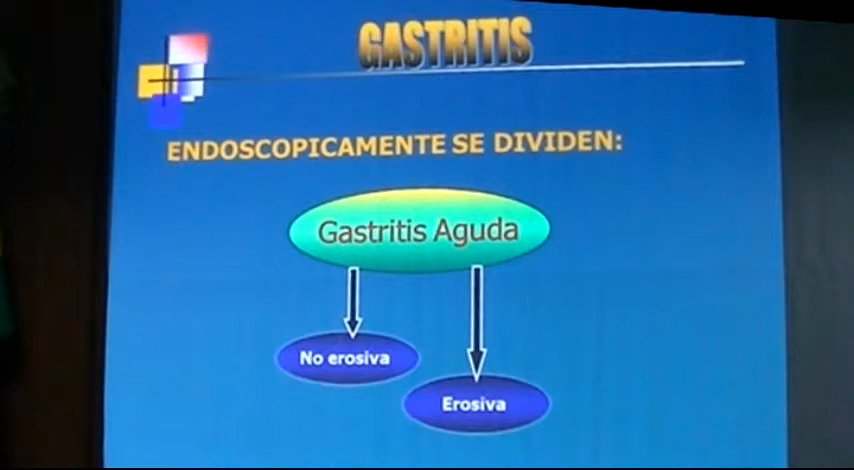 GASTRITIS
ENDOSCOPICAMENTE SE DIVIDEN:
Gastritis Aguda
No erosiva
Erosiva